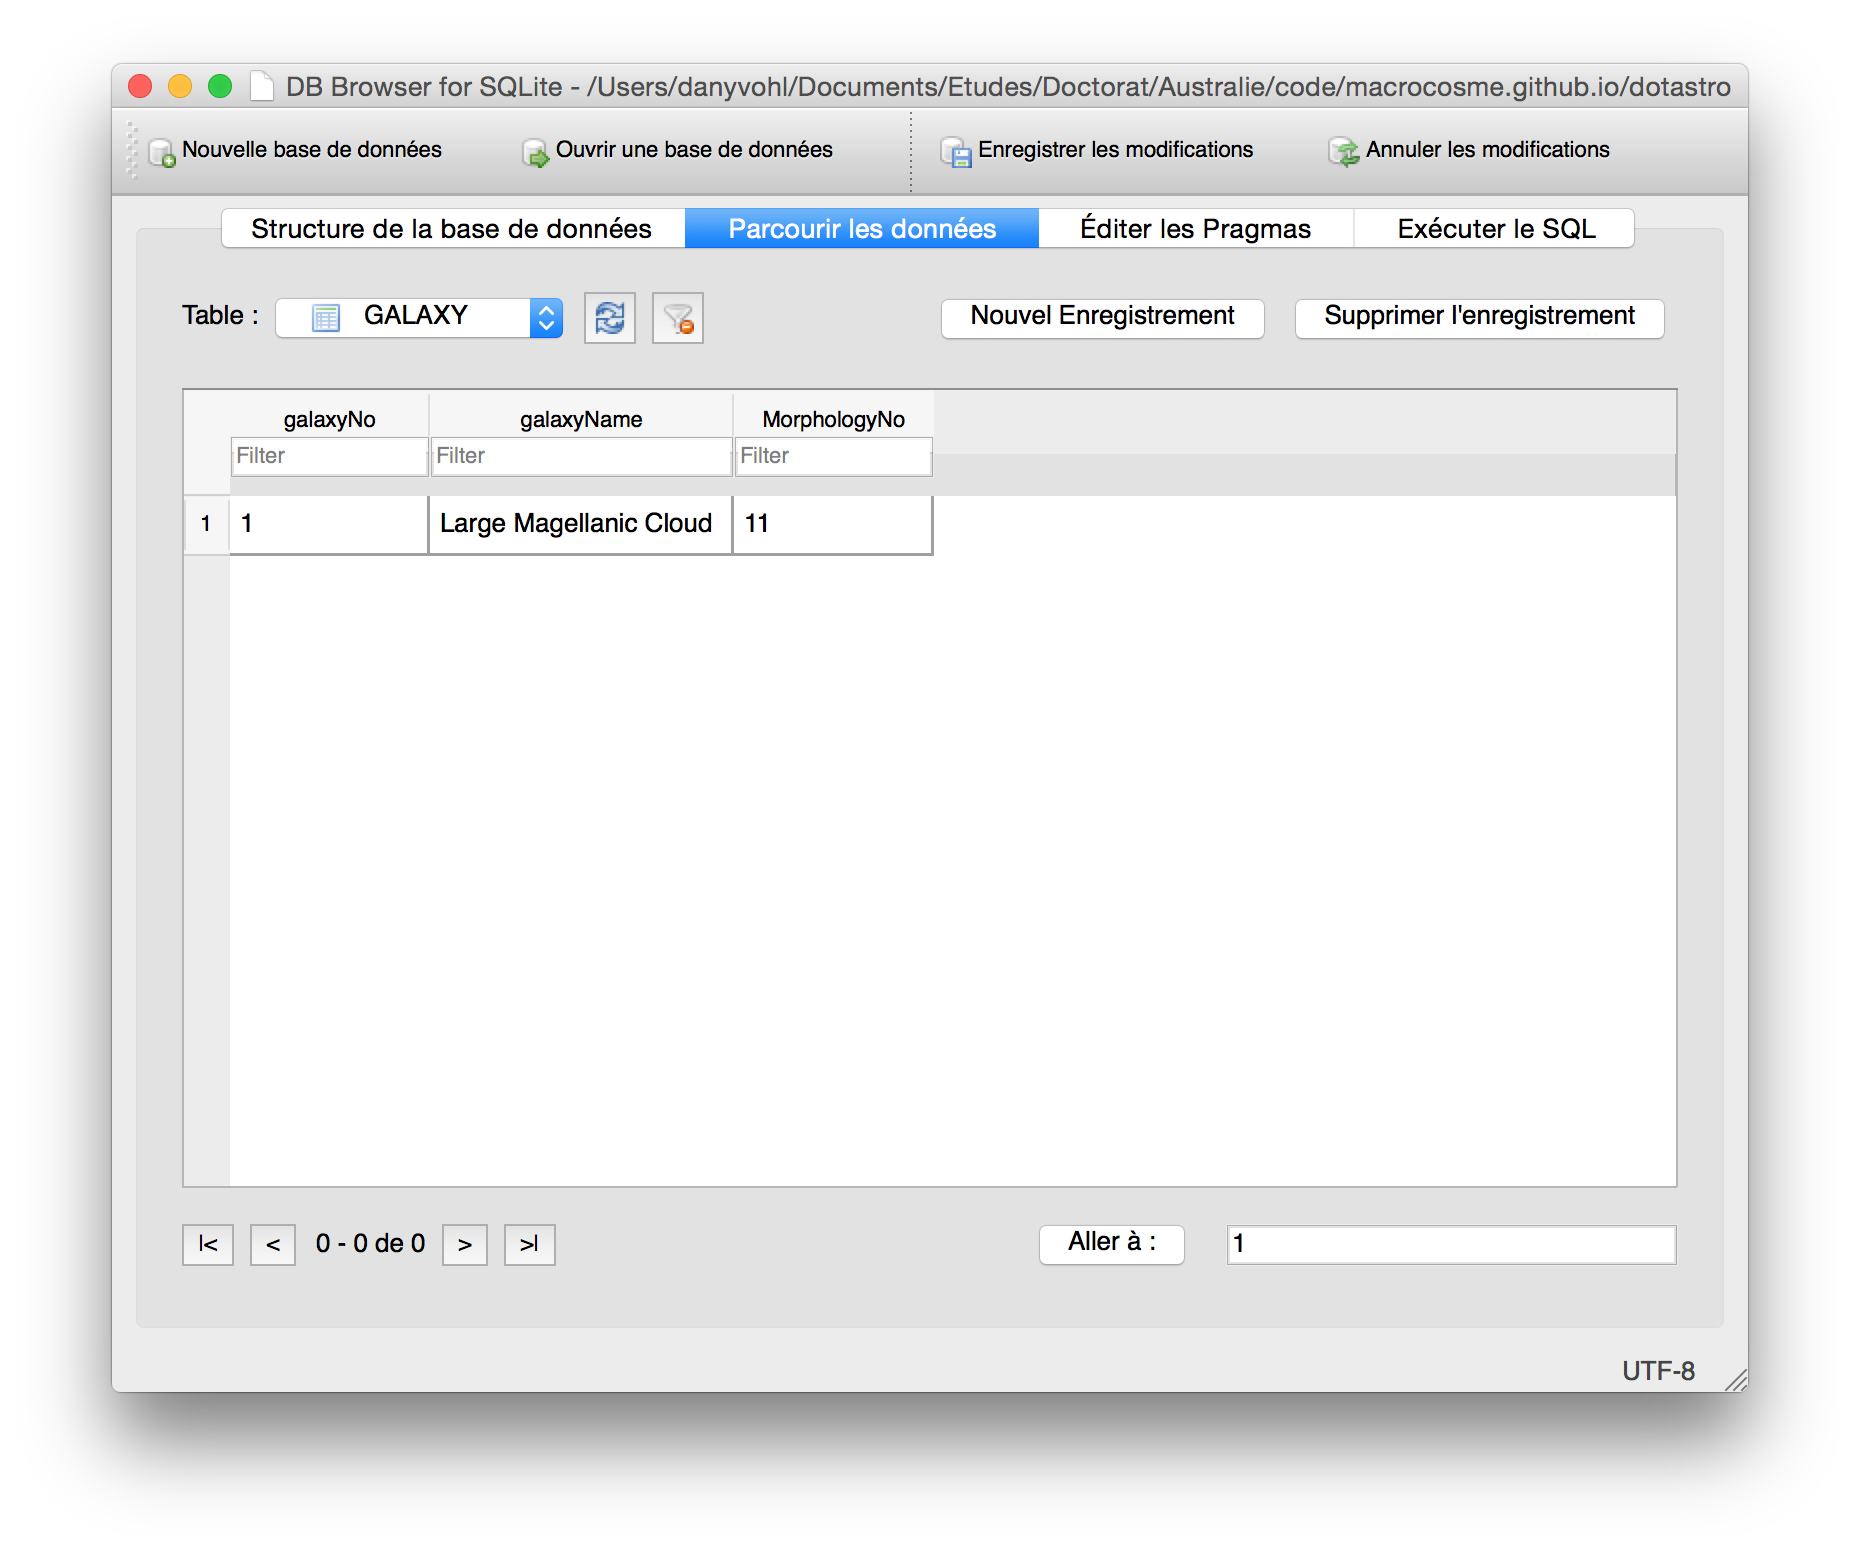 DB Browser for SQLite - /Users/danyvohl/Documents/Etudes/Doctorat/Australie/code/macrocosme.github.io/dotastro
Nouvelle base de données Ouvrir une base de données Enregistrer les modifications Annuler les modifications
Structure de la base de données Parcourir les données Éditer les Pragmas Exécuter le SQL
Table : GALAXY Nouvel Enregistrement Supprimer l'enregistrement
galaxyNo galaxyName MorphologyNo
Filter Filter Filter
1 1 Large Magellanic Cloud 11
|< < 0 - 0 de 0 > >| Aller à : 1
UTF-8